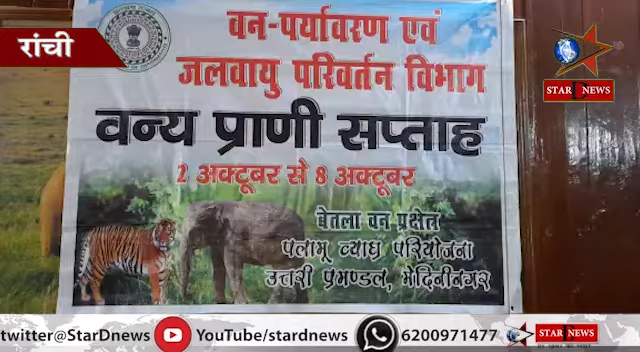 रांची
वन-पर्यावरण एवं
जलवायु परिवर्तन विभाग
वन्य प्राणी सप्ताह
2 अक्टूबर से 8 अक्टूबर
बेतला वन प्रक्षेत्र
पलामू व्याघ्र परियोजना
उत्तरी प्रमण्डल, मेदिनीनगर
STAR D NEWS
twitter@StarDnews
YouTube/stardnews
6200971477
STAR D NEWS